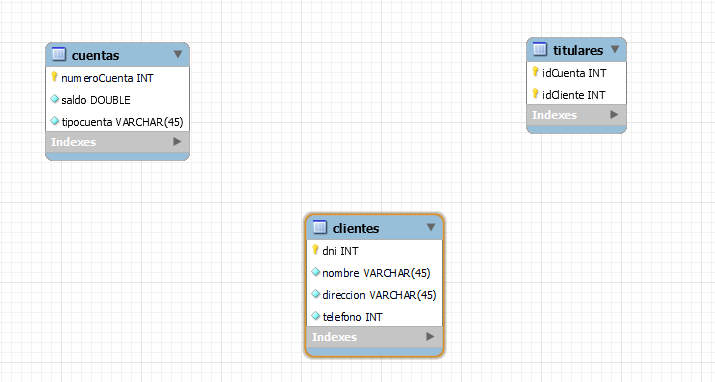 cuentas
numeroCuenta INT
saldo DOUBLE
tipocuenta VARCHAR(45)
Indexes
titulares
idCuenta INT
idCliente INT
Indexes
clientes
dni INT
nombre VARCHAR(45)
direccion VARCHAR(45)
telefono INT
Indexes